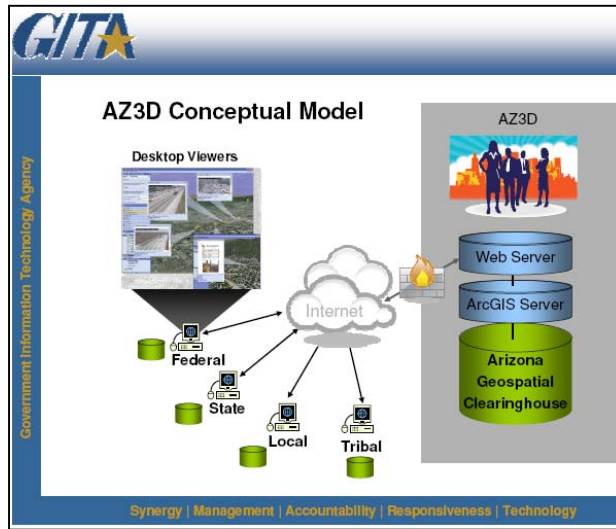 GITA
AZ3D Conceptual Model
Desktop Viewers
Internet
Federal
State
Local
Tribal
AZ3D
Web Server
ArcGIS Server
Arizona
Geospatial
Clearinghouse
Government Information Technology Agency
Synergy | Management | Accountability | Responsiveness | Technology